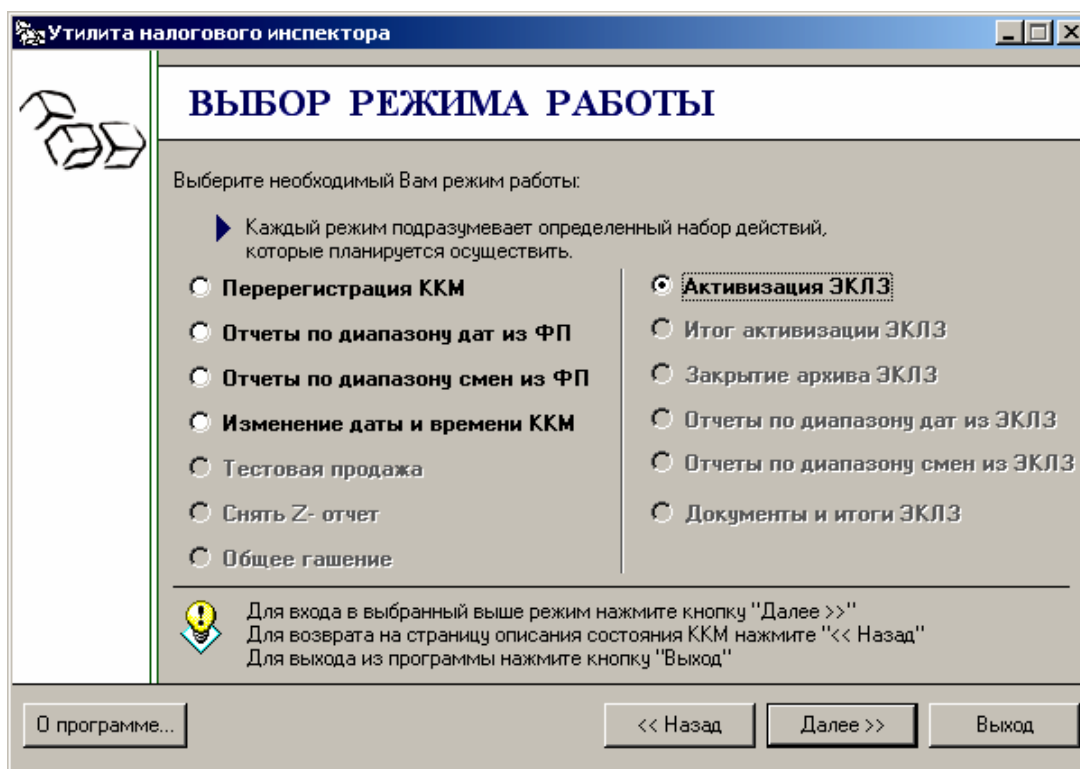 Утилита налогового инспектора
ВЫБОР РЕЖИМА РАБОТЫ
Выберите необходимый Вам режим работы:
Каждый режим подразумевает определенный набор действий,
которые планируется осуществить.
Перерегистрация ККМ
Отчеты по диапазону дат из ФП
Отчеты по диапазону смен из ФП
Изменение даты и времени ККМ
Тестовая продажа
Снять Z- отчет
Общее гашение
Активизация ЭКЛЗ
Итог активизации ЭКЛЗ
Закрытие архива ЭКЛЗ
Отчеты по диапазону дат из ЭКЛЗ
Отчеты по диапазону смен из ЭКЛЗ
Документы и итоги ЭКЛЗ
Для входа в выбранный выше режим нажмите кнопку "Далее >>"
Для возврата на страницу описания состояния ККМ нажмите "<< Назад"
Для выхода из программы нажмите кнопку "Выход"
О программе...
<< Назад
Далее >>
Выход